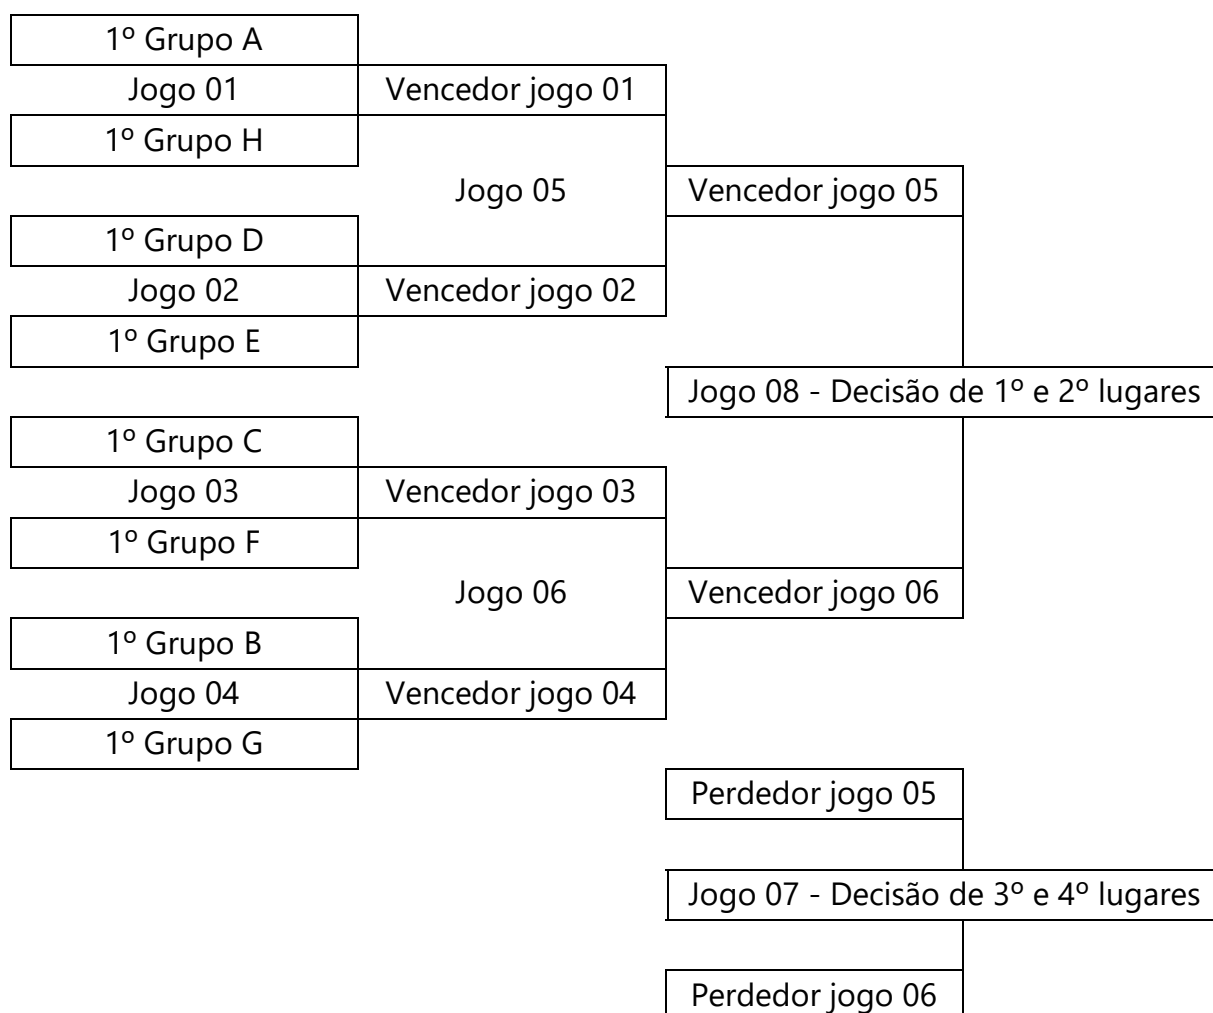 1º Grupo A
Jogo 01 Vencedor jogo 01
1º Grupo H
Jogo 05 Vencedor jogo 05
1º Grupo D
Jogo 02 Vencedor jogo 02
1º Grupo E
Jogo 08 - Decisão de 1º e 2º lugares
1º Grupo C
Jogo 03 Vencedor jogo 03
1º Grupo F
Jogo 06 Vencedor jogo 06
1º Grupo B
Jogo 04 Vencedor jogo 04
1º Grupo G
Perdedor jogo 05
Jogo 07 - Decisão de 3º e 4º lugares
Perdedor jogo 06